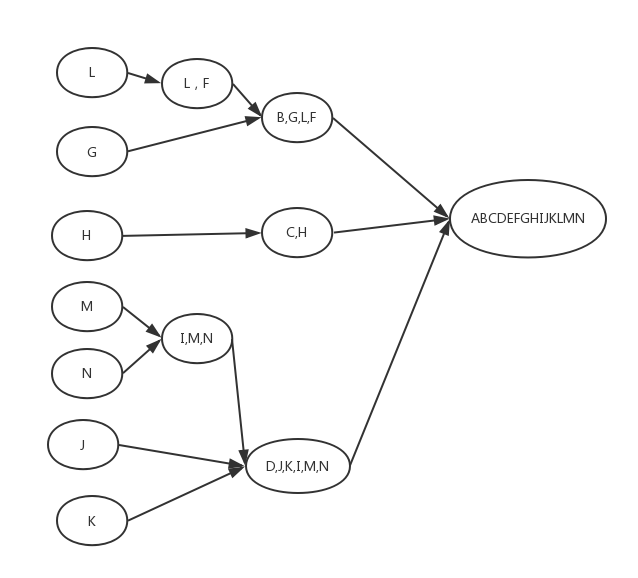 L
L , F
B,G,L,F
G
ABCDEFGHIJKLMN
H
C,H
M
I,M,N
N
J
D,J,K,I,M,N
K